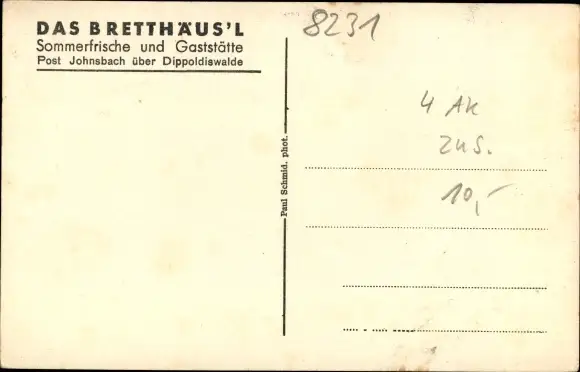 DAS BRETTHÄUS'L
Sommerfrische und Gaststätte
Post Johnsbach über Dippoldiswalde
Paul Schmid, phot.
8231
4 AK
zus.
10,-